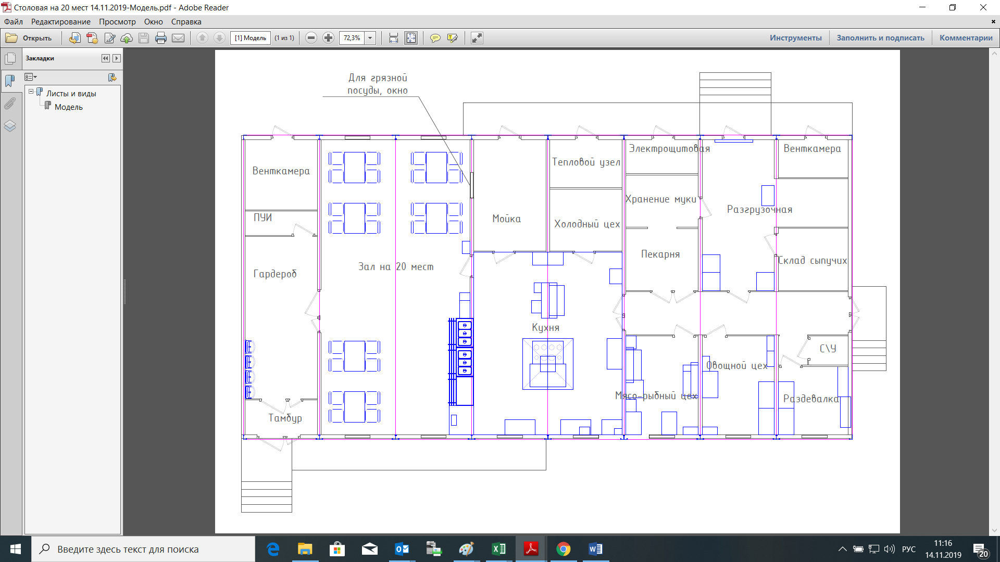 Столовая на 20 мест 14.11.2019-Модель.pdf - Adobe Reader
Файл Редактирование Просмотр Окно Справка
Открыть [1] Модель (1 из 1) 72,3% Инструменты Заполнить и подписать Комментарии
Закладки
Листы и виды
Модель
Для грязной
посуды, окно
Электрощитовая
Венткамера
Тепловой узел
Венткамера
Хранение муки
Разгрузочная
ПУИ
Мойка
Холодный цех
Пекарня
Склад сыпучих
Зал на 20 мест
Гардероб
Кухня
С\У
Овощной цех
Мясо-рыбный цех
Раздевалка
Тамбур
Введите здесь текст для поиска
РУС
11:16
14.11.2019
20